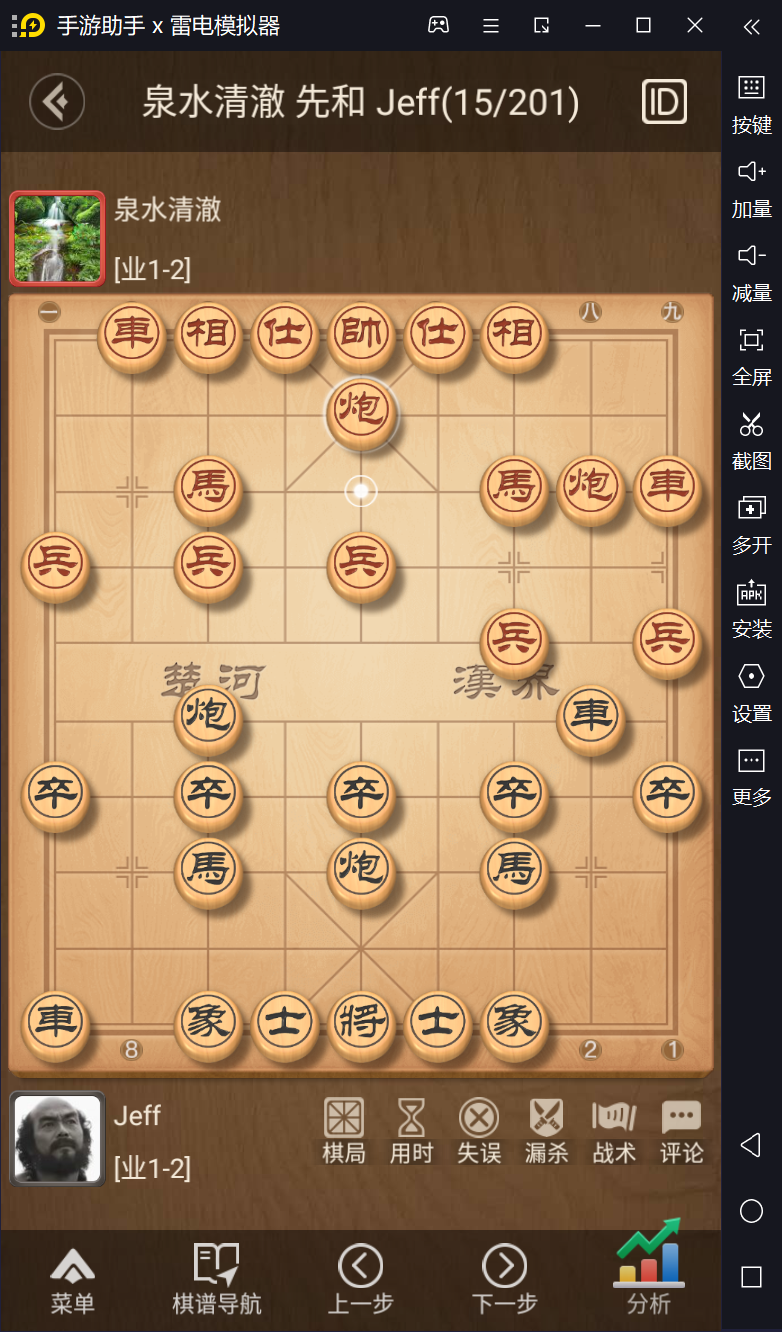 手游助手 x 雷电模拟器
泉水清澈 先和 Jeff(15/201)
ID
按键
加量
减量
全屏
截图
多开
APK
安装
设置
更多
泉水清澈
[业1-2]
一 八 九
車 相 仕 帥 仕 相
炮
馬 馬 炮 車
兵 兵 兵
兵 兵
楚河 漢界
炮 車
卒 卒 卒 卒 卒
馬 炮 馬
車 象 士 將 士 象
8 2 1
Jeff
[业1-2]
棋局 用时 失误 漏杀 战术 评论
菜单 棋谱导航 上一步 下一步 分析